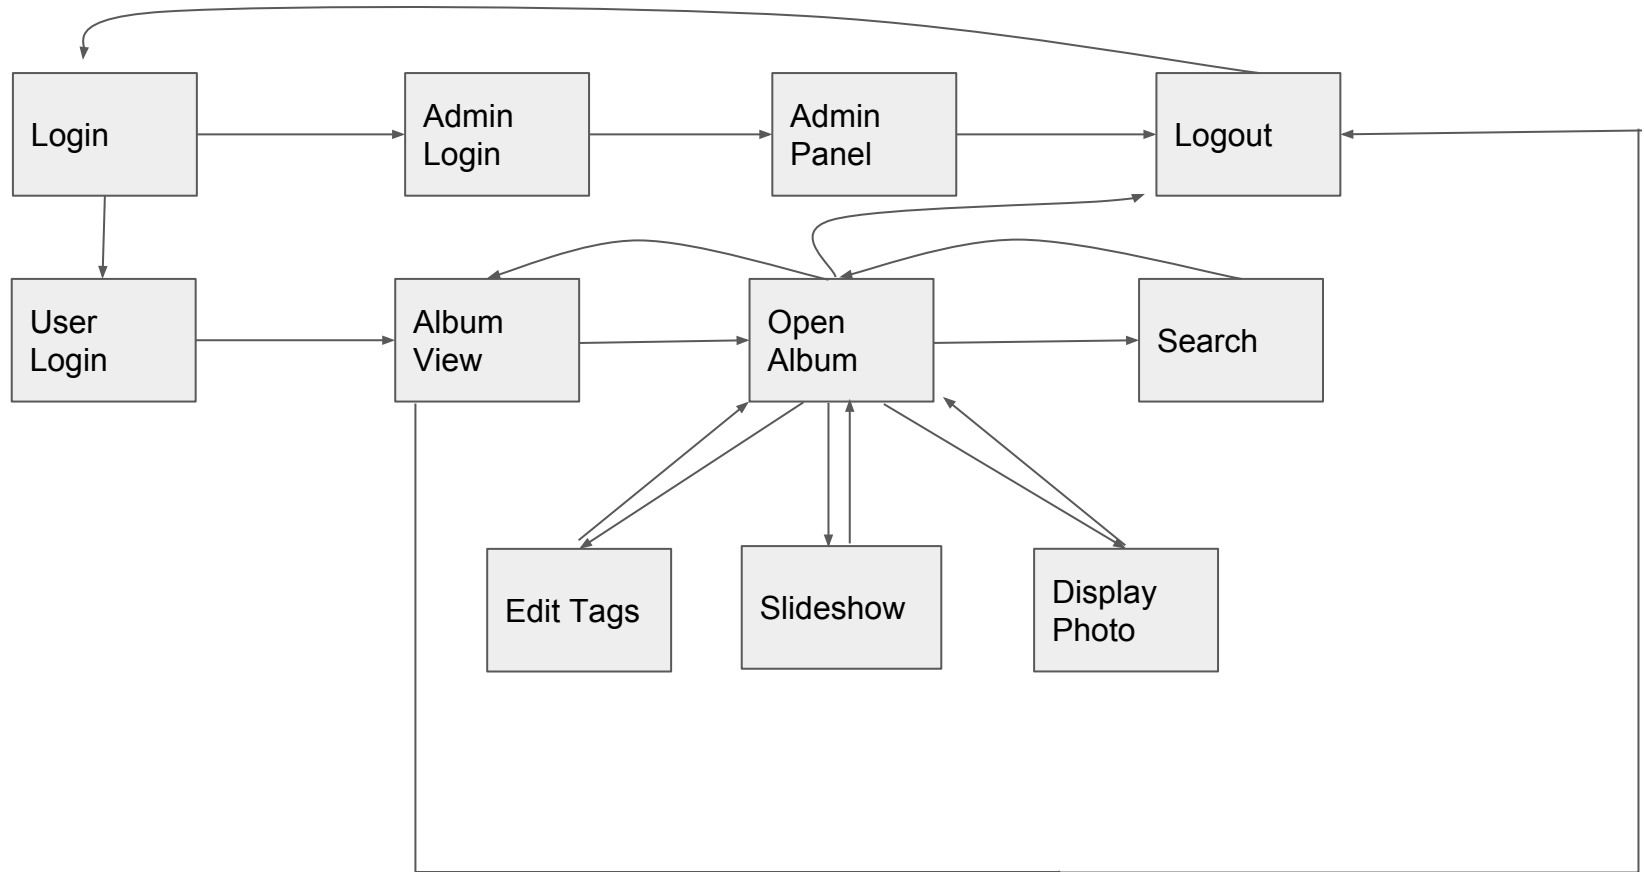 Login
Admin
Login
Admin
Panel
Logout
User
Login
Album
View
Open
Album
Search
Edit Tags
Slideshow
Display
Photo